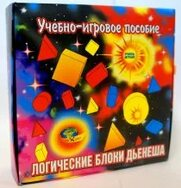 Учебно-игровое пособие
ЛОГИЧЕСКИЕ БЛОКИ ДЬЕНЕША